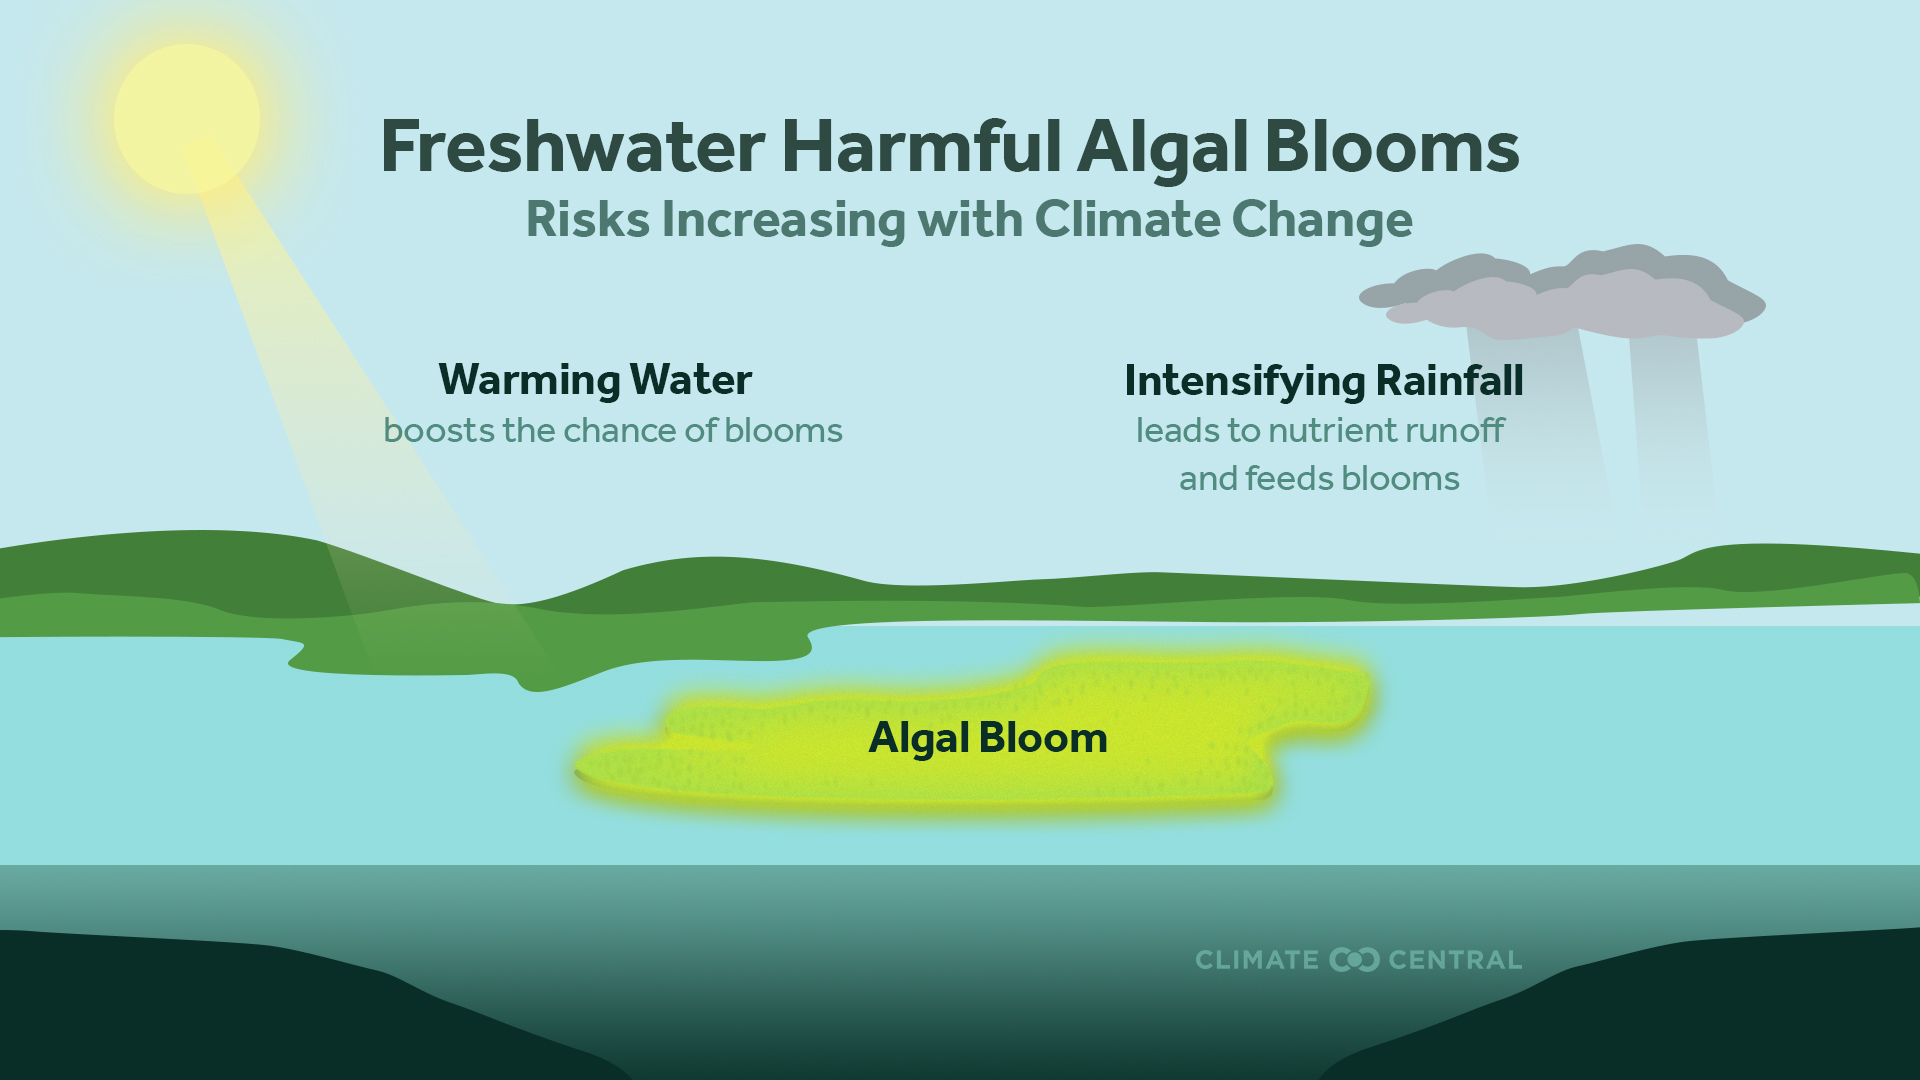 Freshwater Harmful Algal Blooms
Risks Increasing with Climate Change
Warming Water
boosts the chance of blooms
Intensifying Rainfall
leads to nutrient runoff
and feeds blooms
Algal Bloom
CLIMATE CENTRAL